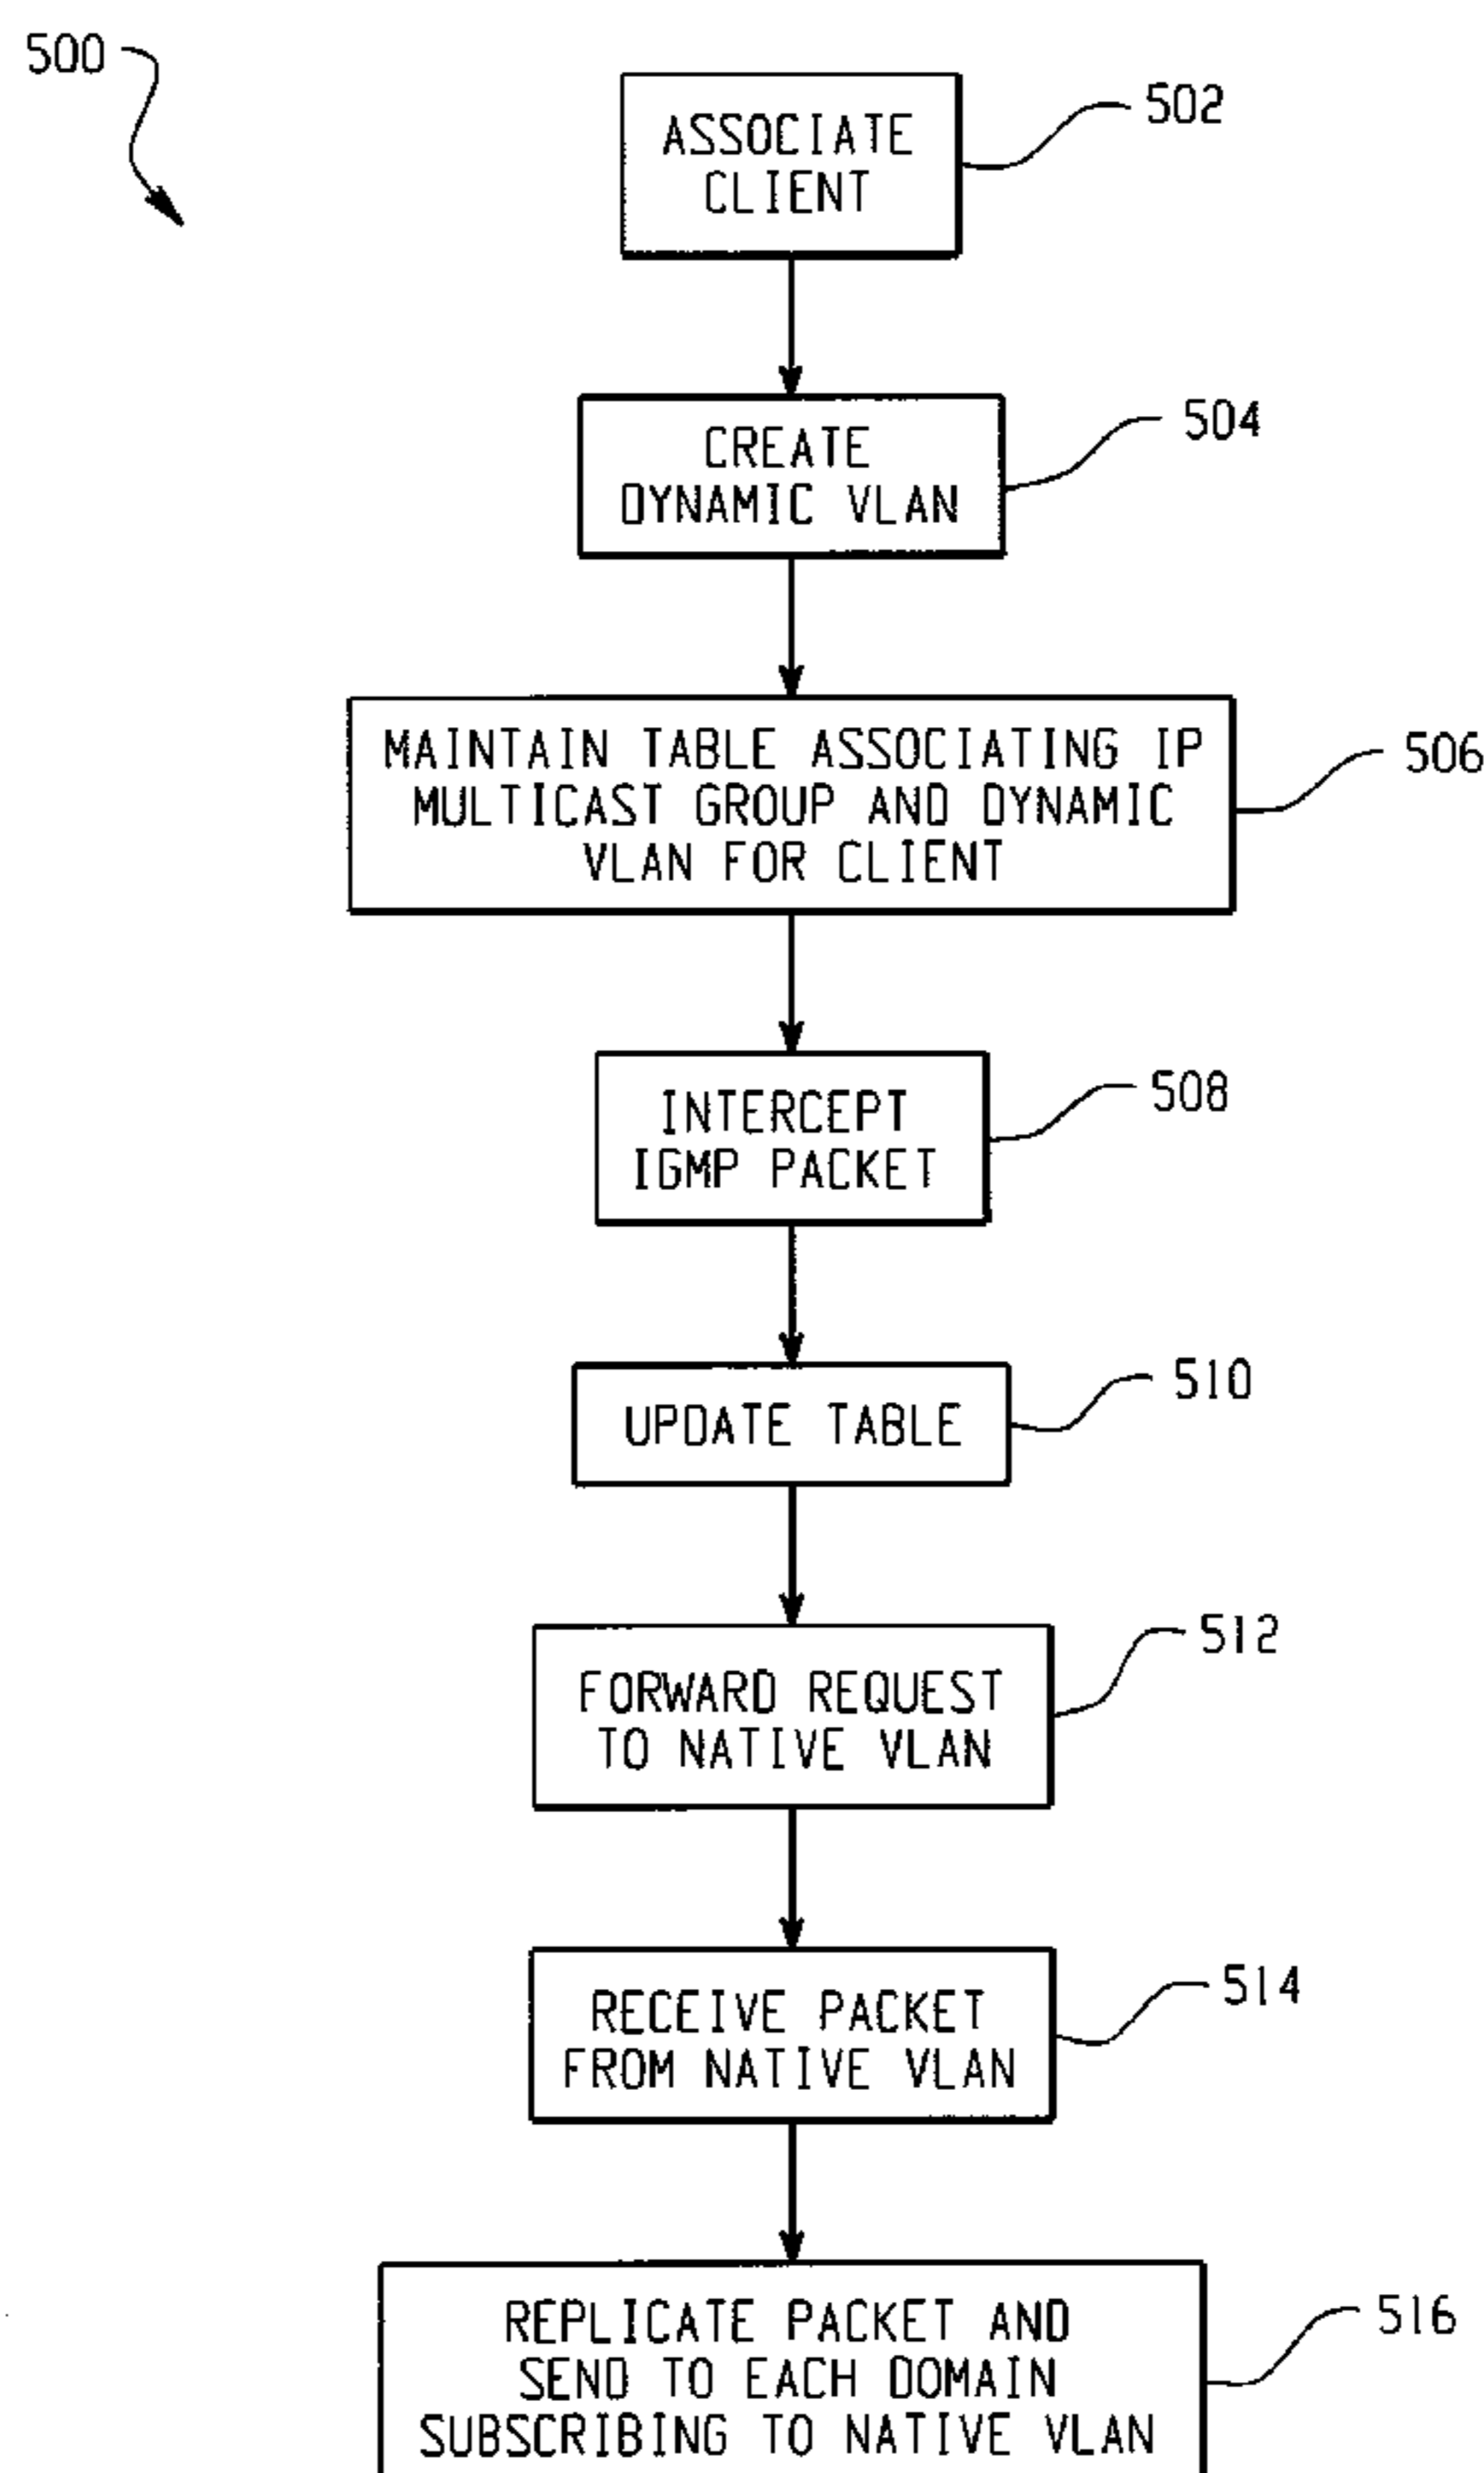 500
502
ASSOCIATE
CLIENT
504
CREATE
DYNAMIC VLAN
506
MAINTAIN TABLE ASSOCIATING IP
MULTICAST GROUP AND DYNAMIC
VLAN FOR CLIENT
508
INTERCEPT
IGMP PACKET
510
UPDATE TABLE
512
FORWARD REQUEST
TO NATIVE VLAN
514
RECEIVE PACKET
FROM NATIVE VLAN
516
REPLICATE PACKET AND
SEND TO EACH DOMAIN
SUBSCRIBING TO NATIVE VLAN